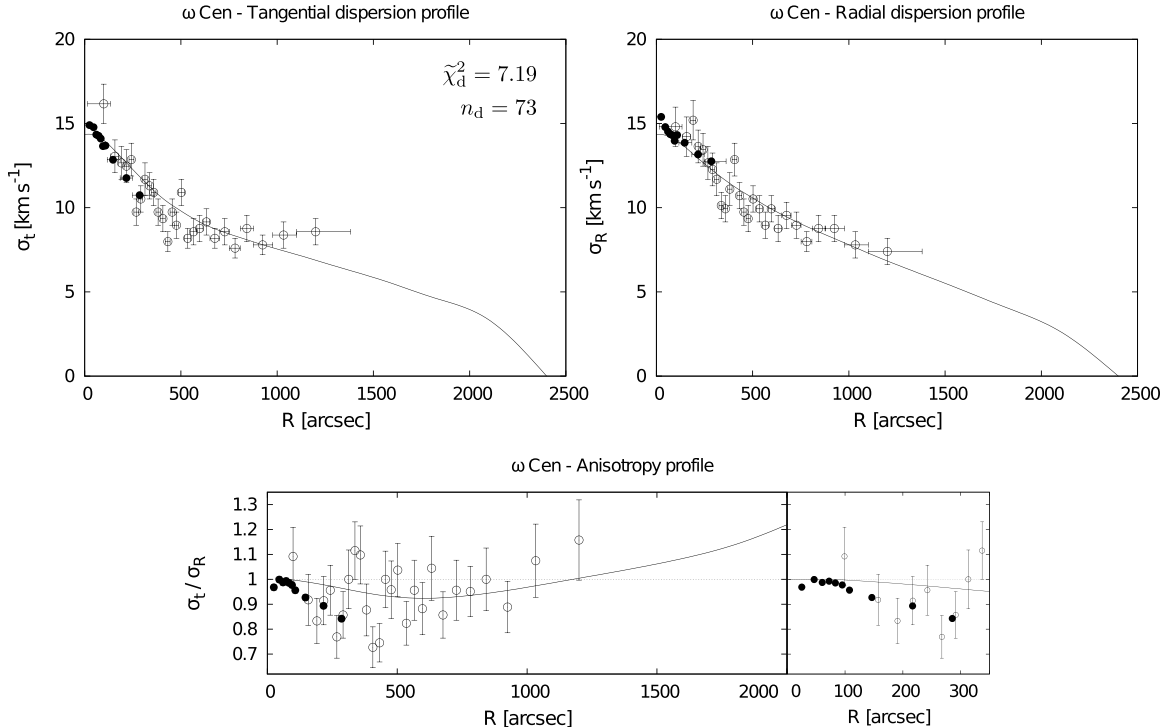 ω Cen - Tangential dispersion profile
20
15
10
5
0
σt [km s-1]
χ̃²d = 7.19
nd = 73
0 500 1000 1500 2000 2500
R [arcsec]
ω Cen - Radial dispersion profile
20
15
10
5
0
σR [km s-1]
0 500 1000 1500 2000 2500
R [arcsec]
ω Cen - Anisotropy profile
1.3
1.2
1.1
1
0.9
0.8
0.7
σt / σR
0 500 1000 1500 2000
R [arcsec]
0 100 200 300
R [arcsec]